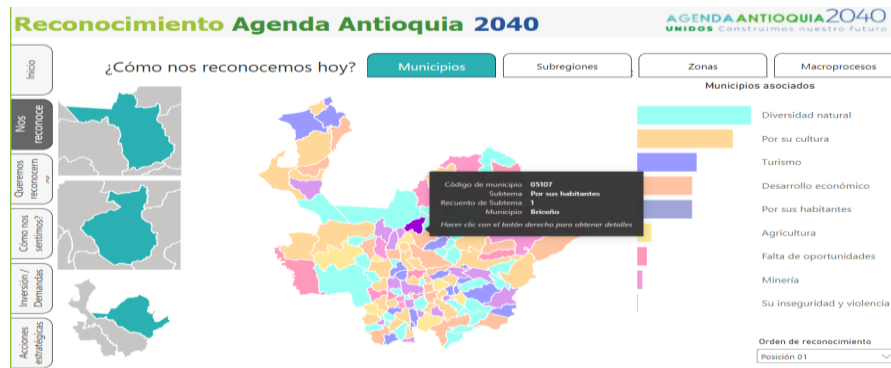 Reconocimiento Agenda Antioquia 2040
AGENDA ANTIOQUIA 2040
UNIDOS Construimos nuestro futuro
¿Cómo nos reconocemos hoy?
Municipios
Subregiones
Zonas
Macroprocesos
Inicio
Nos
reconoce
Queremos
reconocern
Cómo nos
sentimos?
Inversión /
Demandas
Acciones
estratégicas
Código de municipio 05107
Subtema Por sus habitantes
Recuento de Subtema 1
Municipio Briceño
Hacer clic con el botón derecho para obtener detalles
Municipios asociados
Diversidad natural
Por su cultura
Turismo
Desarrollo económico
Por sus habitantes
Agricultura
Falta de oportunidades
Minería
Su inseguridad y violencia
Orden de reconocimiento
Posición 01